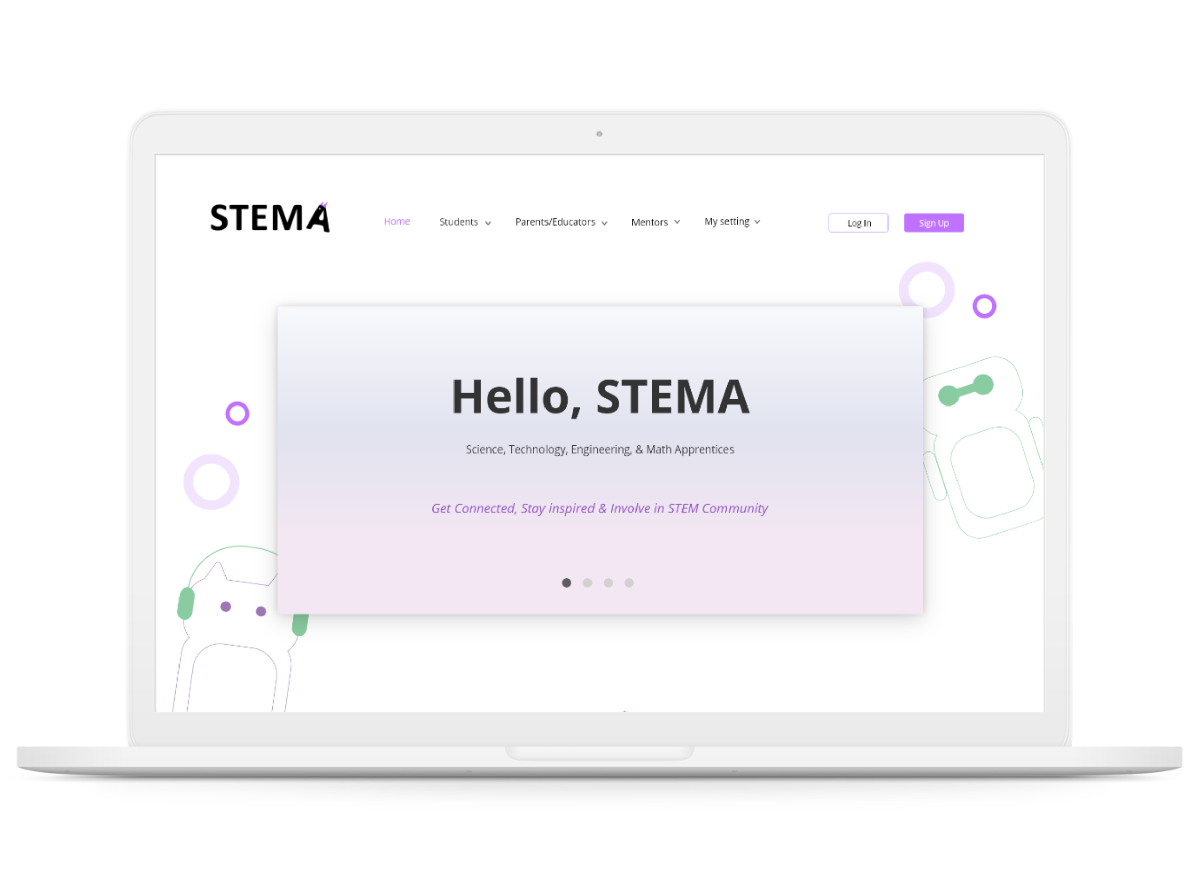 STEMA
Home Students Parents/Educators Mentors My setting Log In Sign Up
Hello, STEMA
Science, Technology, Engineering, & Math Apprentices
Get Connected, Stay inspired & Involve in STEM Community